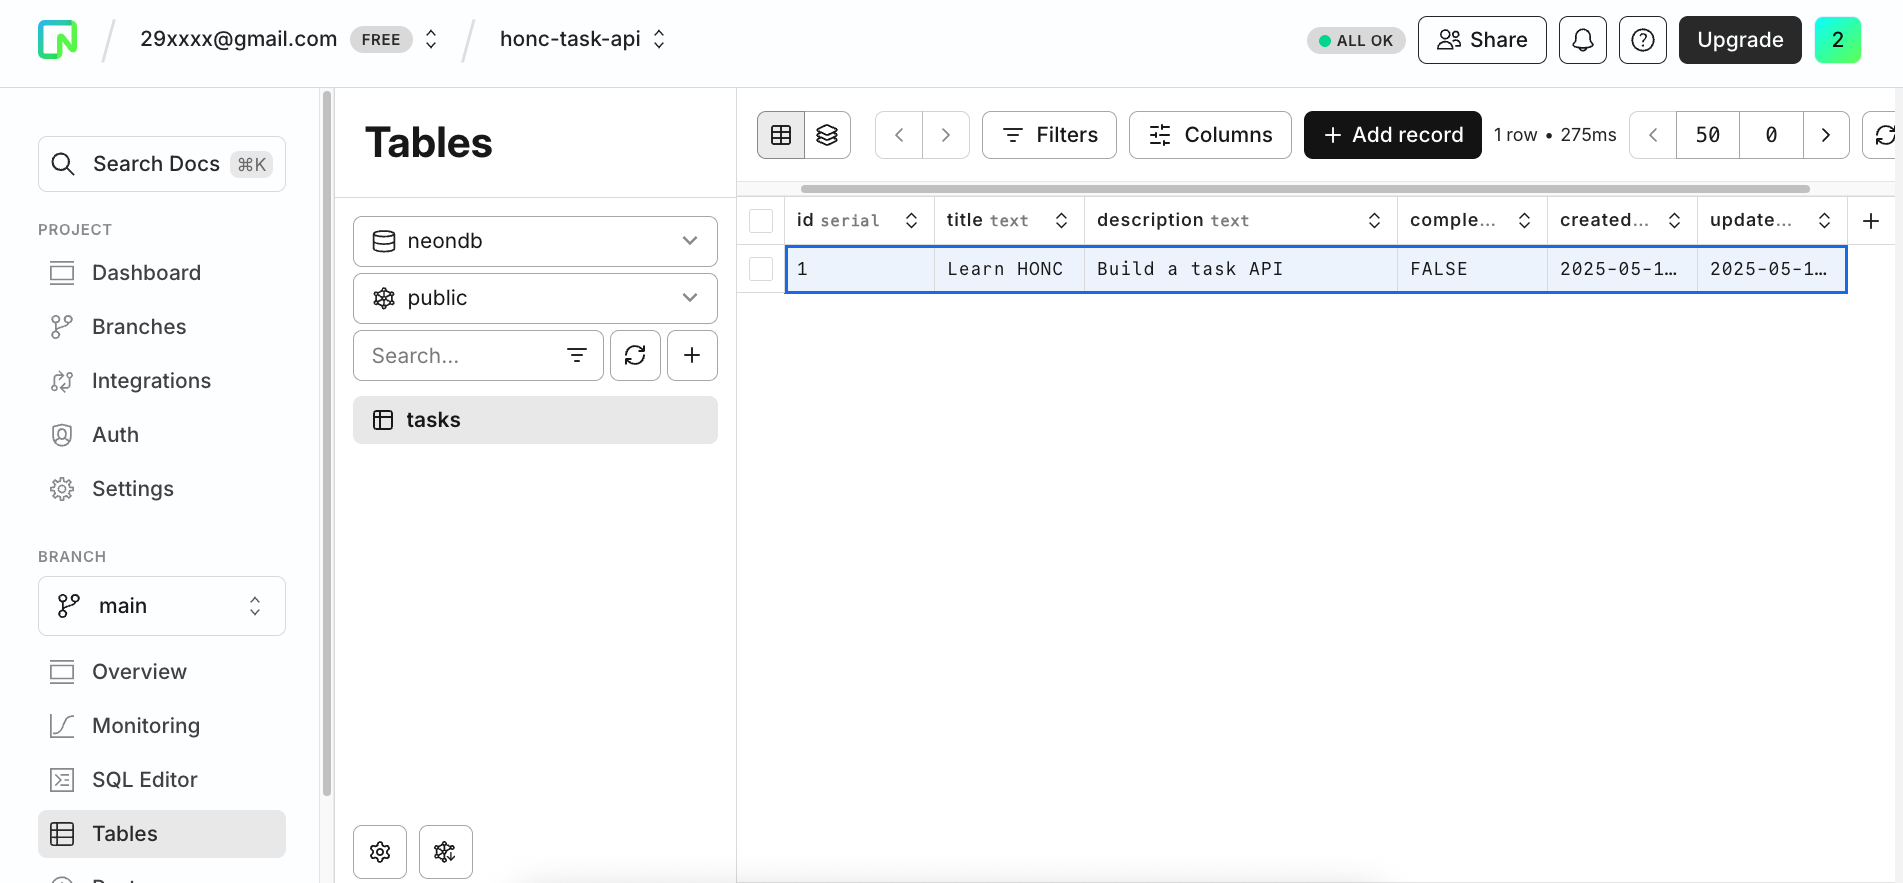 29xxxx@gmail.com FREE honc-task-api ALL OK Share Upgrade 2
Search Docs ⌘K
PROJECT
Dashboard
Branches
Integrations
Auth
Settings
BRANCH
main
Overview
Monitoring
SQL Editor
Tables
Tables
neondb
public
Search...
tasks
Filters Columns + Add record 1 row • 275ms 50 0
id serial title text description text comple... created... update...
1 Learn HONC Build a task API FALSE 2025-05-1… 2025-05-1…